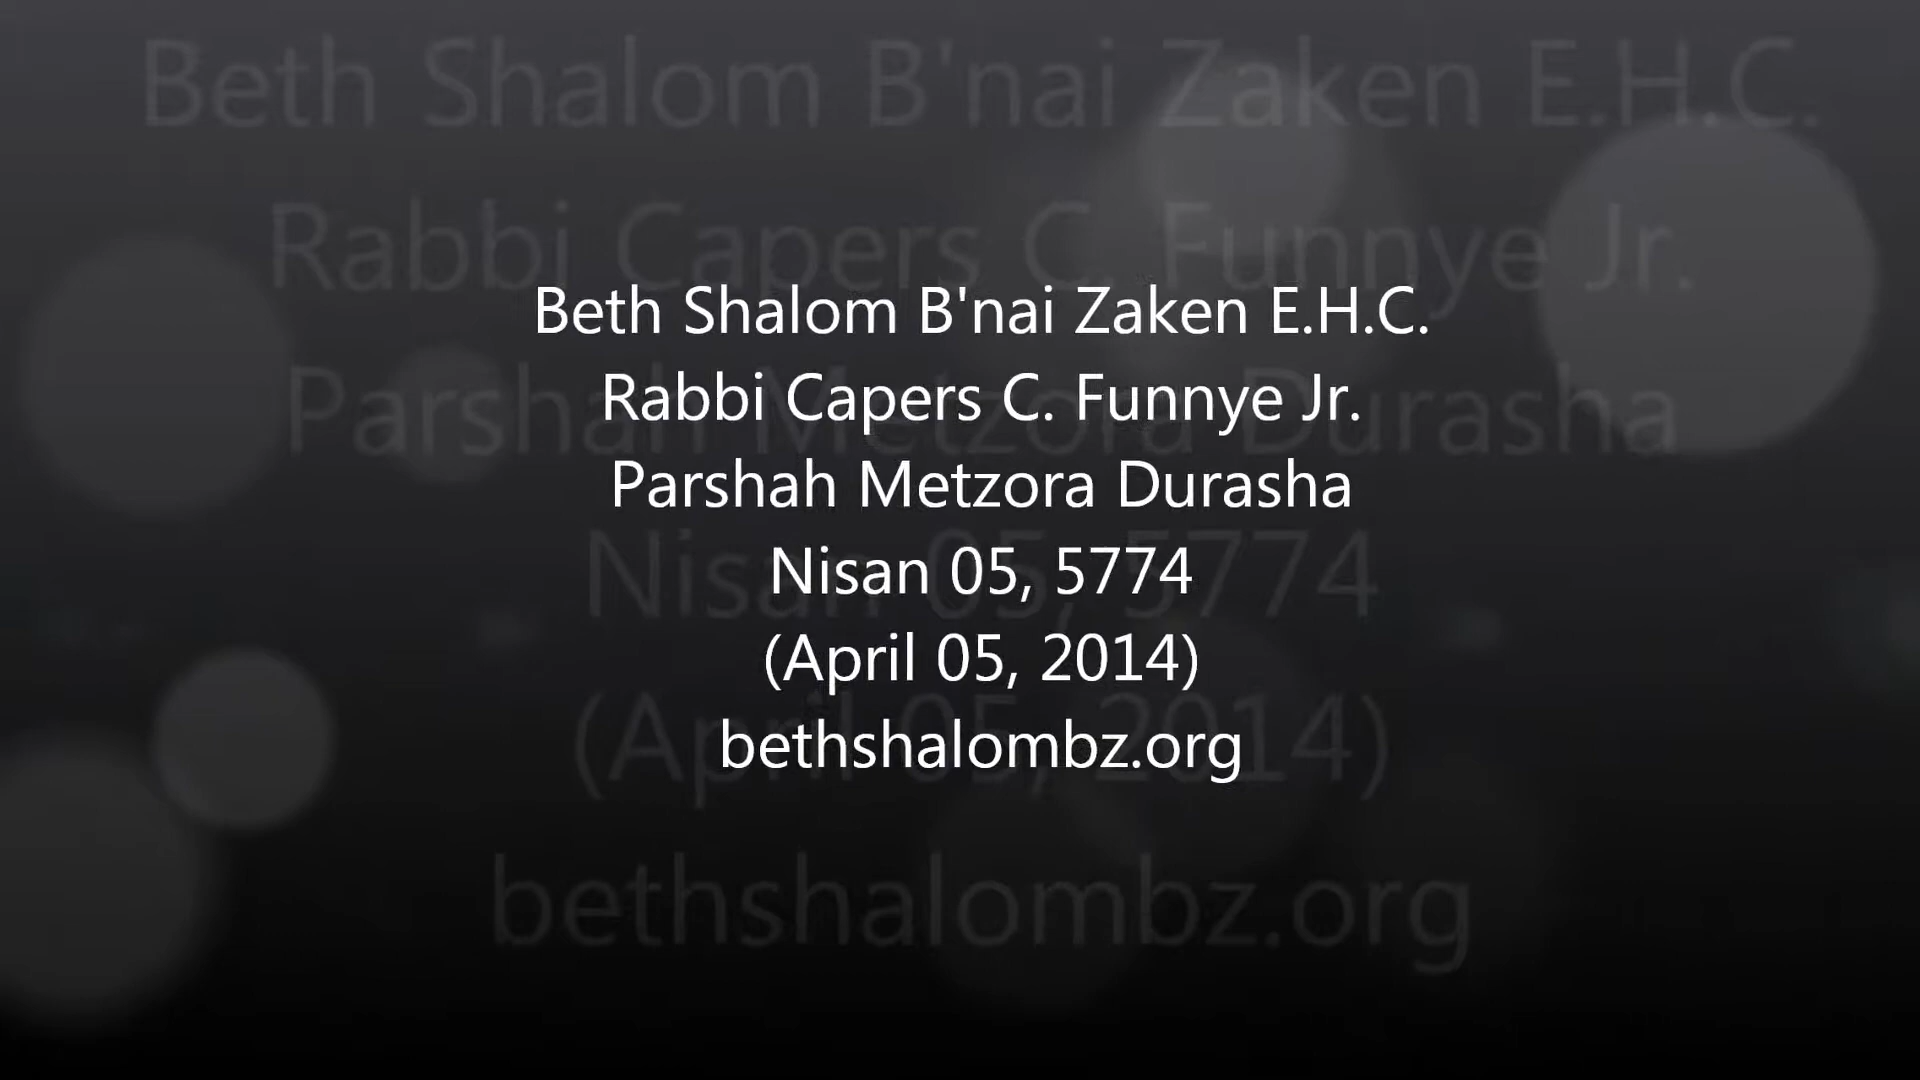 Beth Shalom B'nai Zaken E.H.C.
Rabbi Capers C. Funnye Jr.
Parshah Metzora Durasha
Nisan 05, 5774
(April 05, 2014)
bethshalombz.org